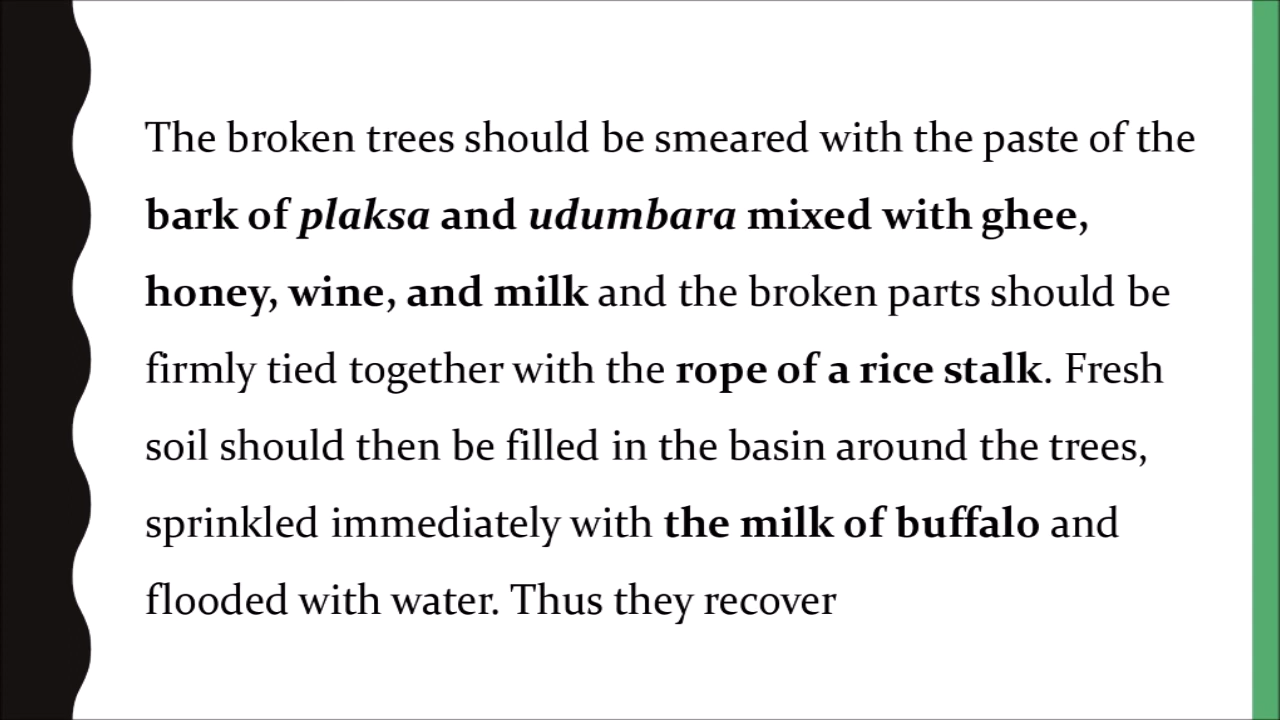 The broken trees should be smeared with the paste of the
bark of plaksa and udumbara mixed with ghee,
honey, wine, and milk and the broken parts should be
firmly tied together with the rope of a rice stalk. Fresh
soil should then be filled in the basin around the trees,
sprinkled immediately with the milk of buffalo and
flooded with water. Thus they recover